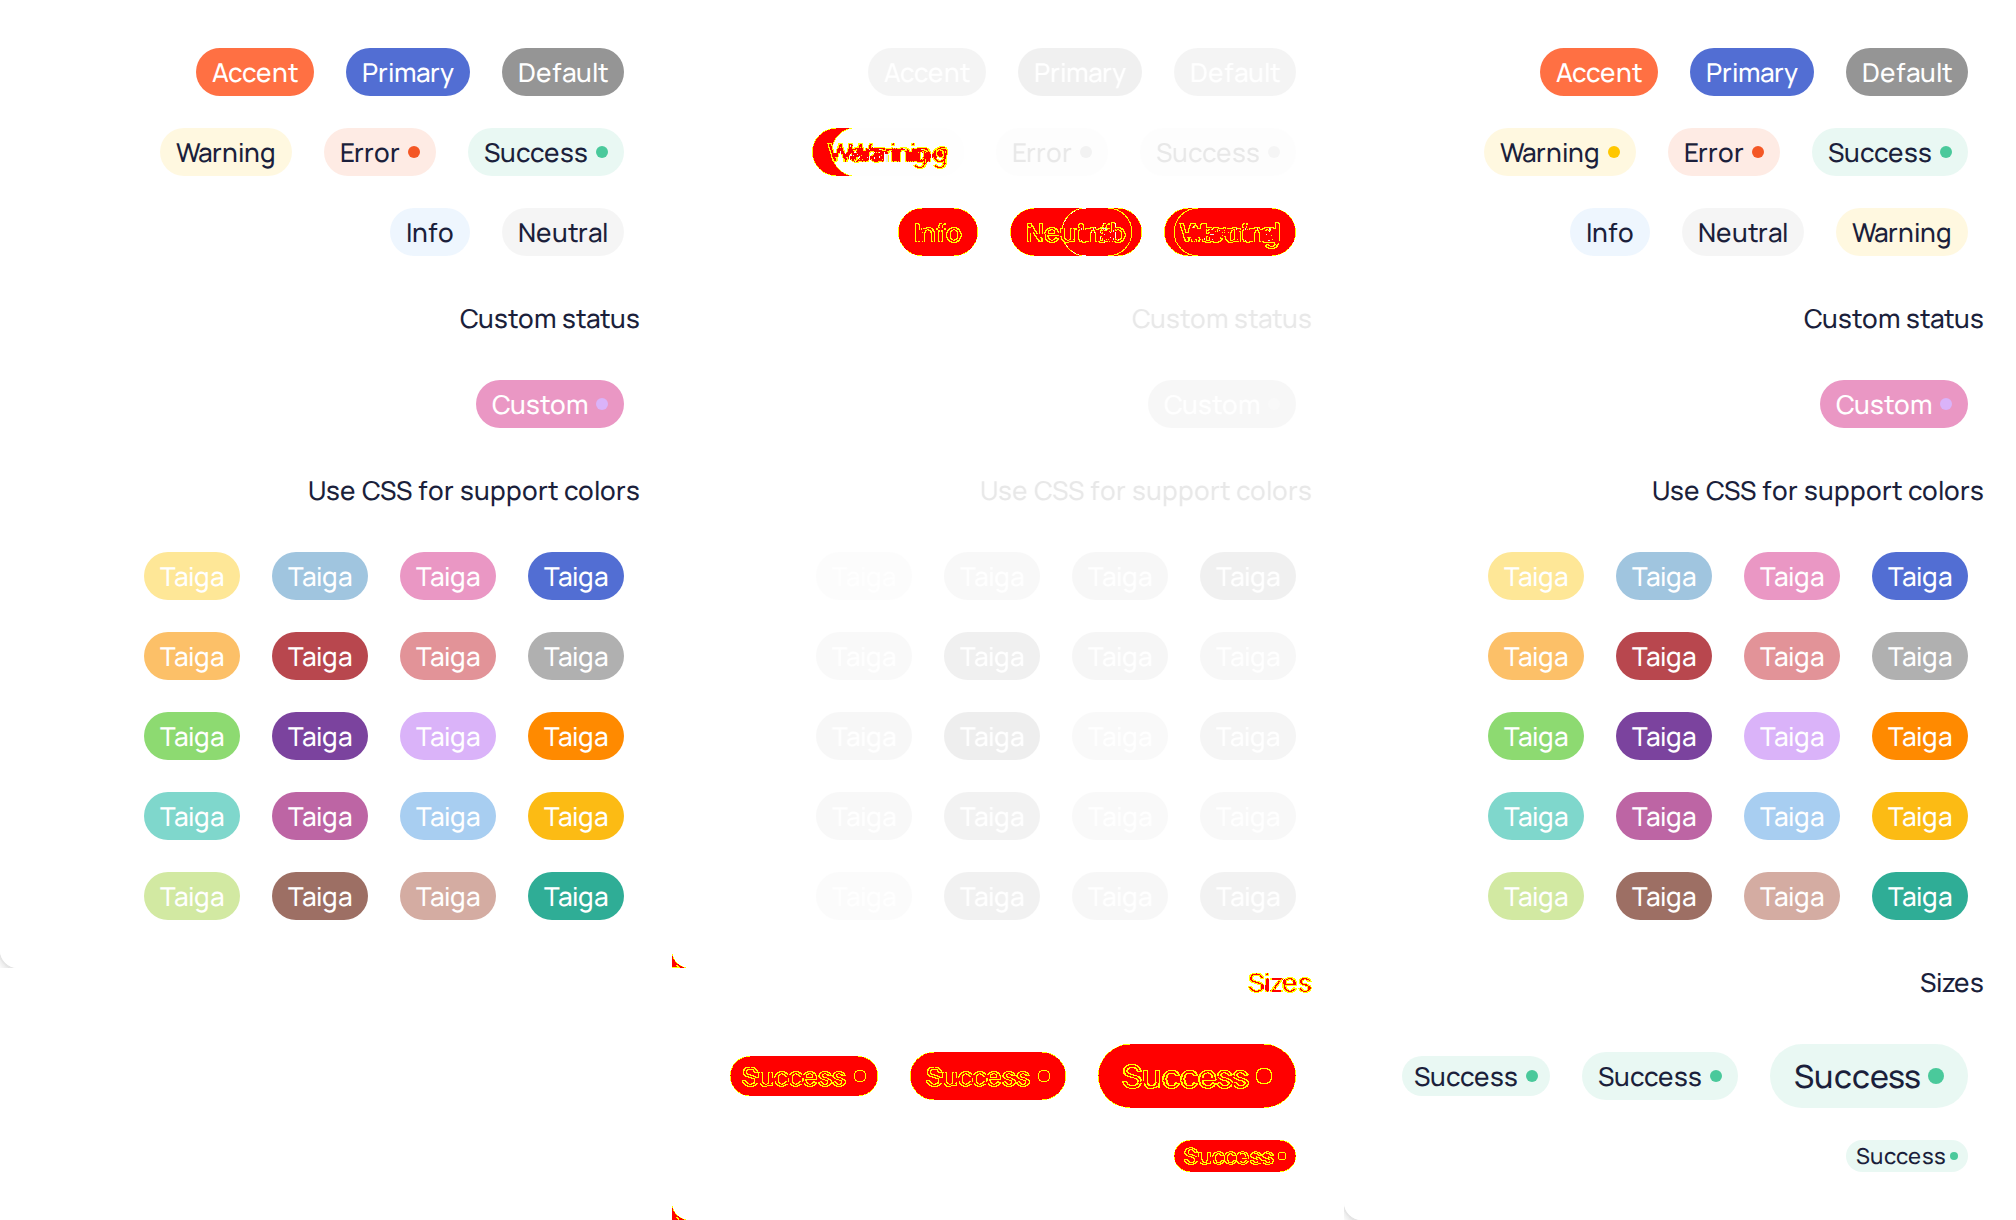 Accent Primary Default
Warning Error Success
Info Neutral
Custom status
Custom
Use CSS for support colors
Taiga Taiga Taiga Taiga
Taiga Taiga Taiga Taiga
Taiga Taiga Taiga Taiga
Taiga Taiga Taiga Taiga
Taiga Taiga Taiga Taiga
Accent Primary Default
Error Success
Info
Custom status
Custom
Use CSS for support colors
Taiga Taiga Taiga Taiga
Taiga Taiga Taiga Taiga
Taiga Taiga Taiga Taiga
Taiga Taiga Taiga Taiga
Taiga Taiga Taiga Taiga
Sizes
Success Success Success
Success
Accent Primary Default
Warning Error Success
Info Neutral Warning
Custom status
Custom
Use CSS for support colors
Taiga Taiga Taiga Taiga
Taiga Taiga Taiga Taiga
Taiga Taiga Taiga Taiga
Taiga Taiga Taiga Taiga
Taiga Taiga Taiga Taiga
Sizes
Success Success Success
Success